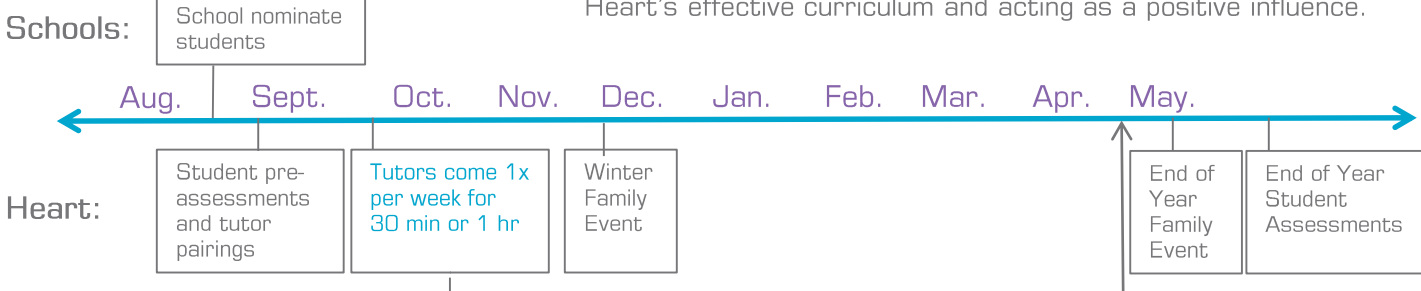 Heart's effective curriculum and acting as a positive influence.
Schools:
School nominate
students
Aug. Sept. Oct. Nov. Dec. Jan. Feb. Mar. Apr. May.
Heart:
Student pre-
assessments
and tutor
pairings
Tutors come 1x
per week for
30 min or 1 hr
Winter
Family
Event
End of
Year
Family
Event
End of Year
Student
Assessments